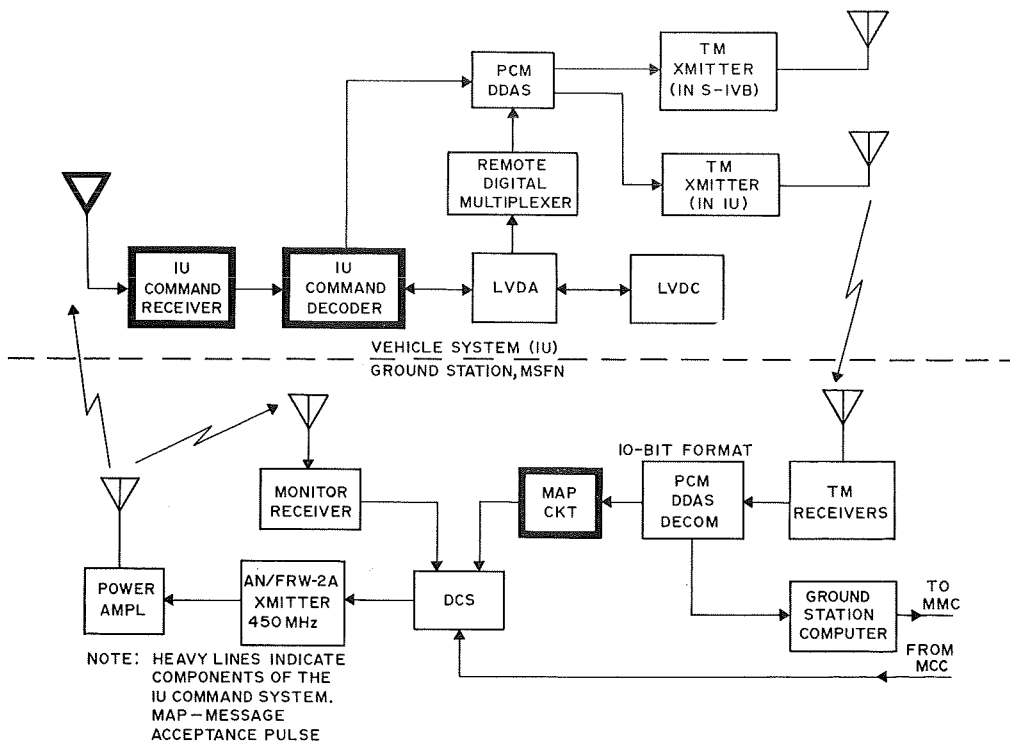 PCM
DDAS
TM
XMITTER
(IN S-IVB)
REMOTE
DIGITAL
MULTIPLEXER
TM
XMITTER
(IN IU)
IU
COMMAND
RECEIVER
IU
COMMAND
DECODER
LVDA
LVDC
VEHICLE SYSTEM (IU)
GROUND STATION, MSFN
MONITOR
RECEIVER
MAP
CKT
10-BIT FORMAT
PCM
DDAS
DECOM
TM
RECEIVERS
POWER
AMPL
AN/FRW-2A
XMITTER
450 MHz
DCS
GROUND
STATION
COMPUTER
TO
MMC
FROM
MCC
NOTE: HEAVY LINES INDICATE
COMPONENTS OF THE
IU COMMAND SYSTEM.
MAP-MESSAGE
ACCEPTANCE PULSE